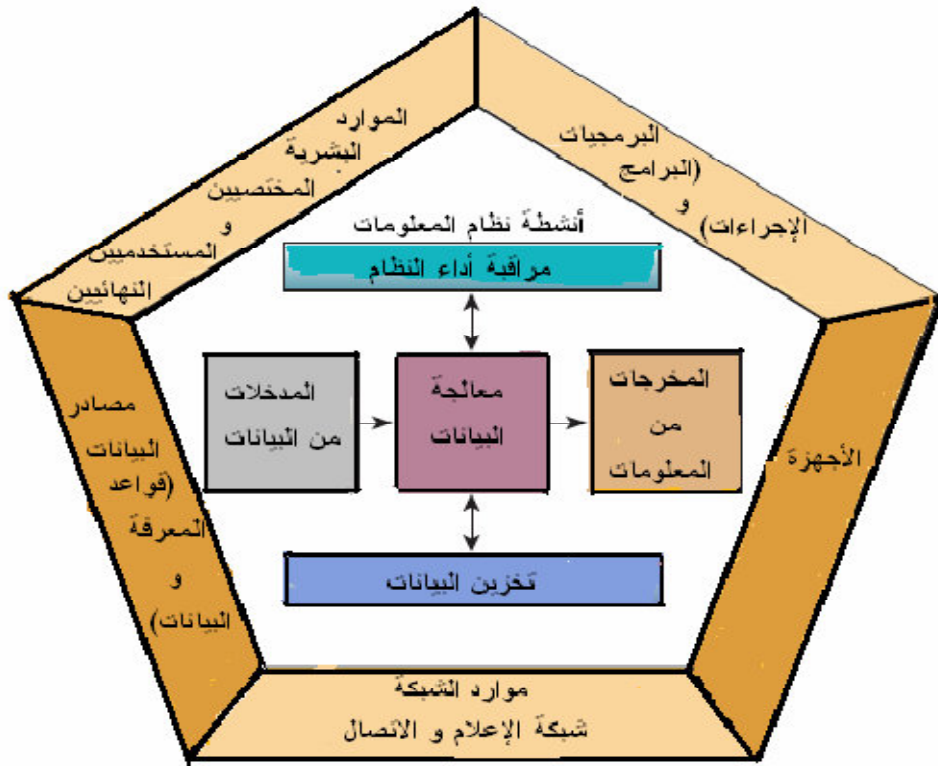 الموارد
البشرية
المختصيين
و
المستخدميين
النهائيين
البرمجيات
(البرامج
و
الإجراءات)
أنشطة نظام المعلومات
مراقبة أداء النظام
المدخلات
من البيانات
معالجة
البيانات
المخرجات
من
المعلومات
تخزين البيانات
مصادر
البيانات
(قواعد
المعرفة
و
البيانات)
الأجهزة
موارد الشبكة
شبكة الإعلام و الاتصال